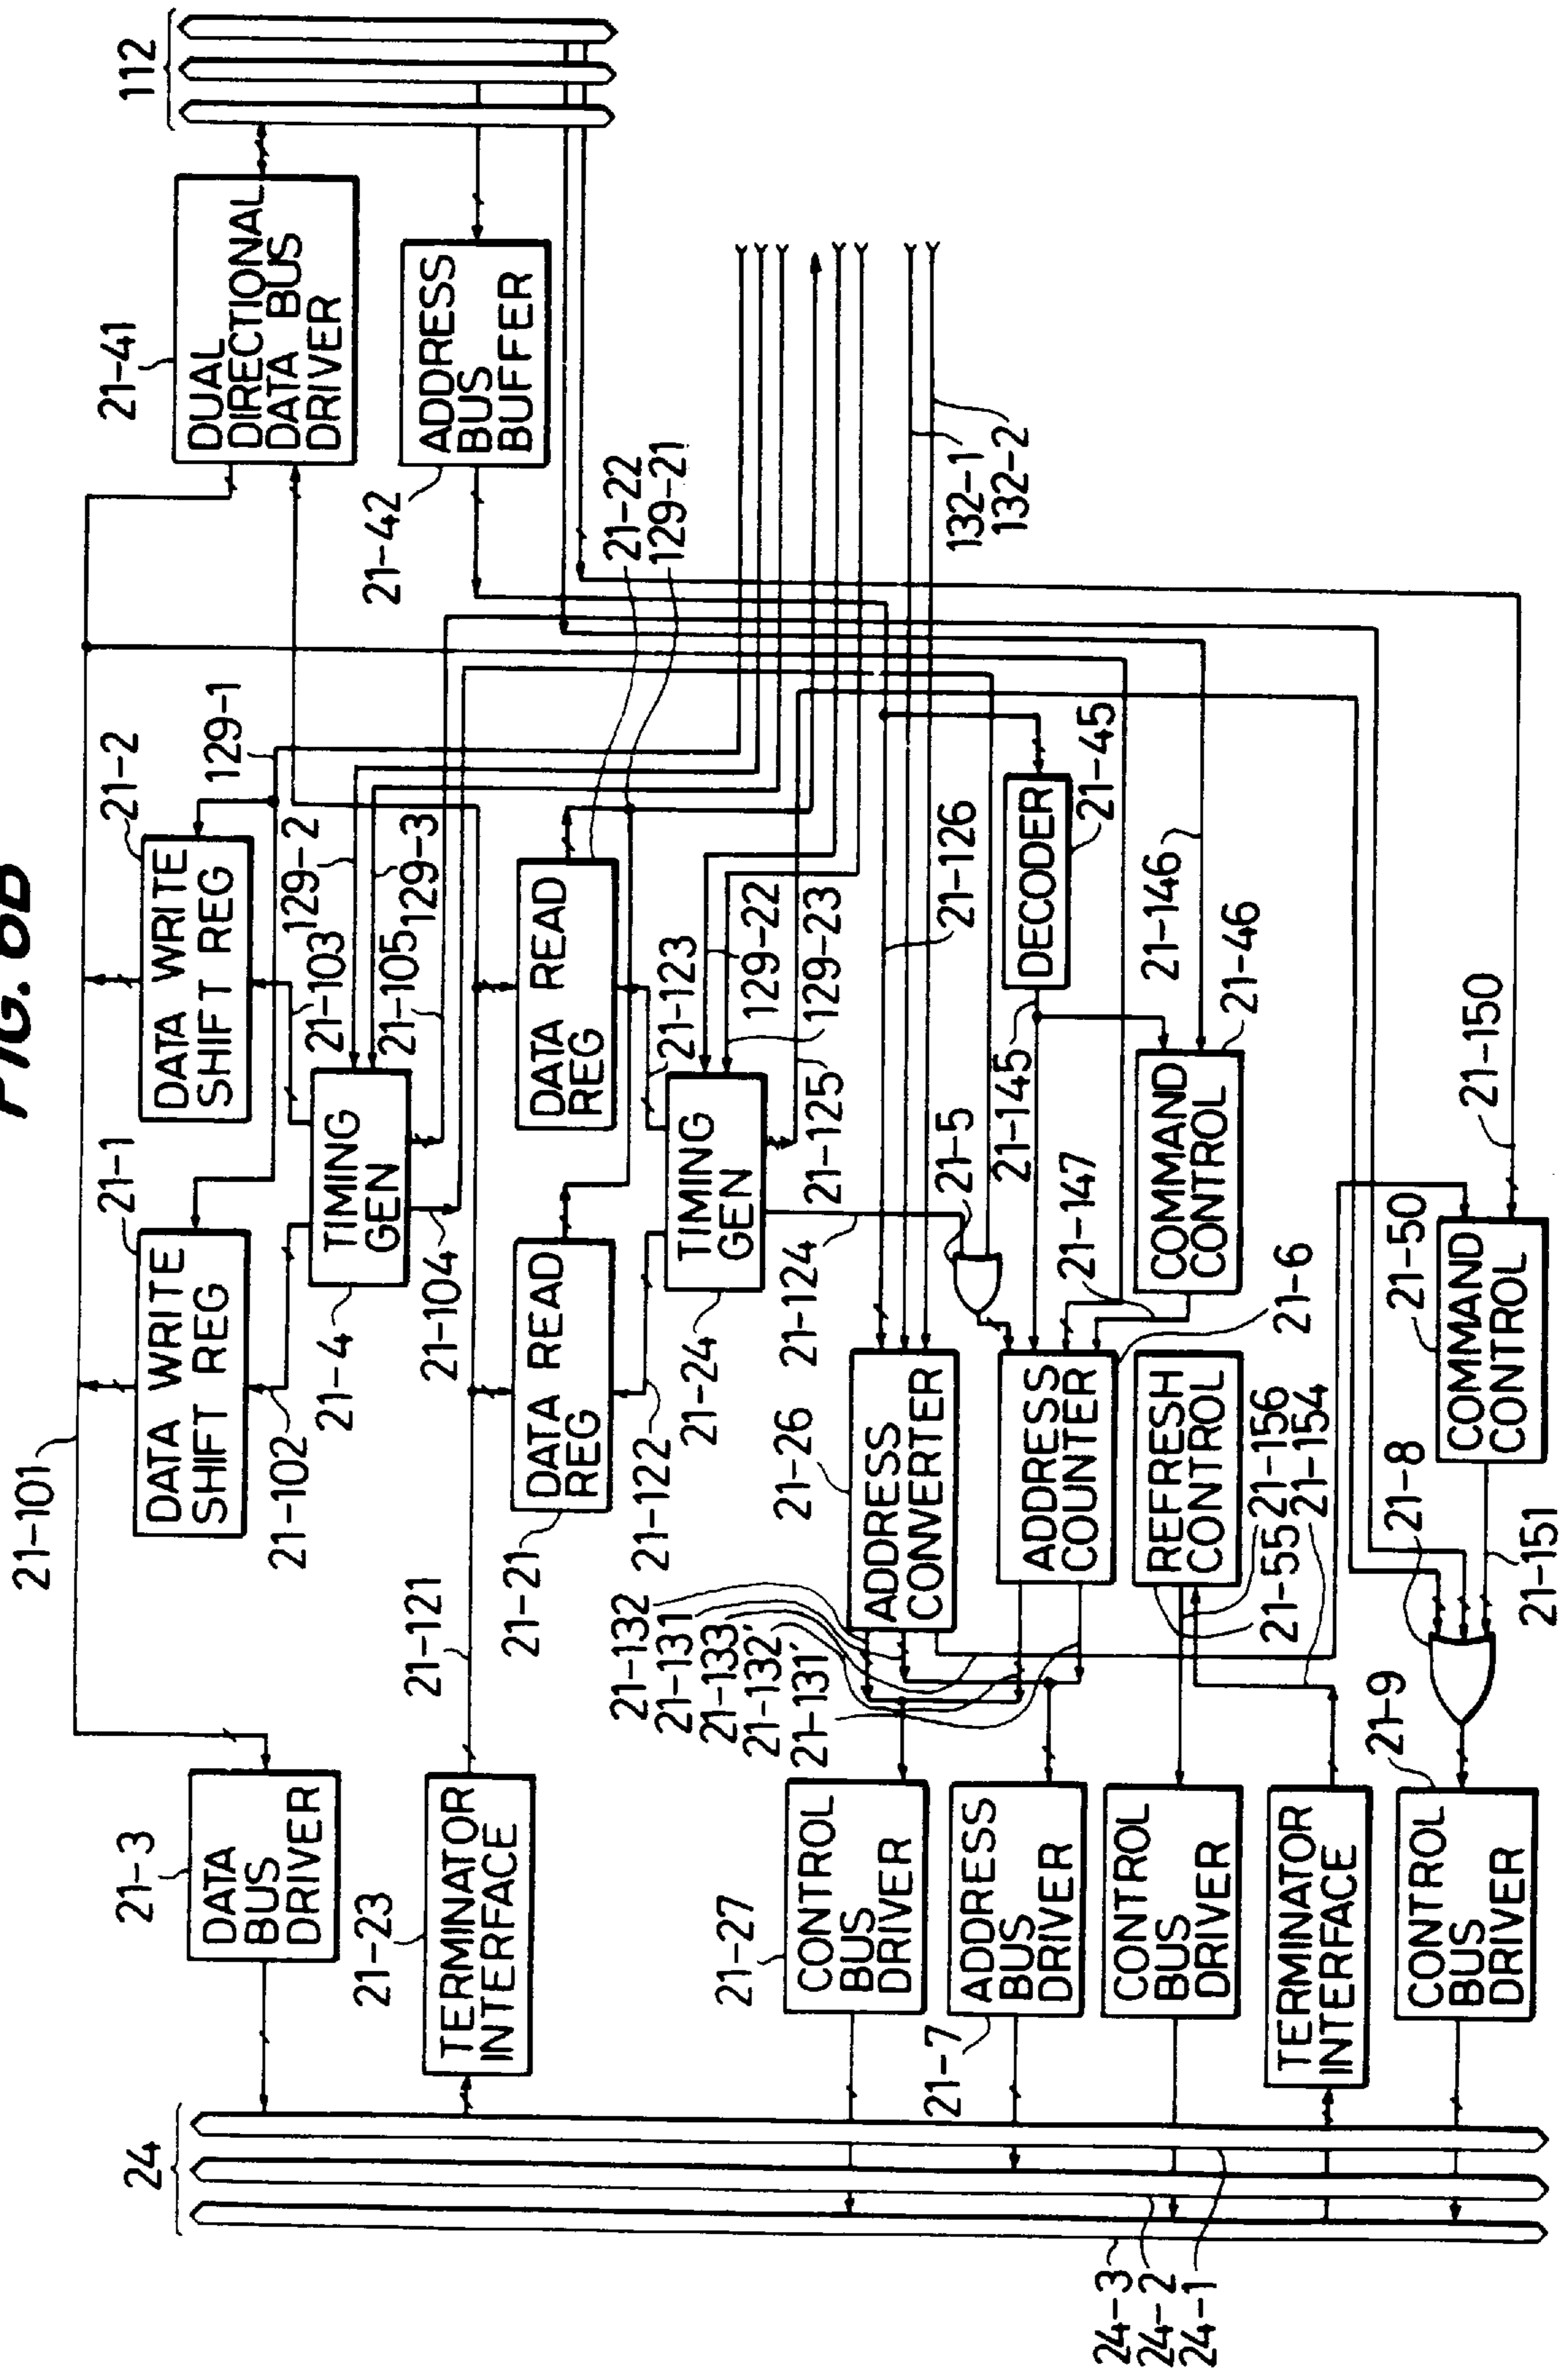 FIG. 6B
112
21-41
DUAL
DIRECTIONAL
DATA BUS
DRIVER
ADDRESS
BUS
BUFFER
21-42
21-22
129-21
132-1
132-2
21-2
129-1
DATA WRITE
SHIFT REG
129-2
129-3
21-103
21-105
21-101
21-1
DATA WRITE
SHIFT REG
21-102
TIMING
GEN
21-4
21-104
DATA READ
REG
21-123
129-22
129-23
21-125
21-121
DATA READ
REG
21-21
21-122
TIMING
GEN
21-24
21-124
21-126
21-5
DECODER
21-45
21-145
21-146
21-46
COMMAND
CONTROL
21-147
21-6
21-26
ADDRESS
CONVERTER
ADDRESS
COUNTER
REFRESH
CONTROL
21-156
21-55
21-154
21-150
21-50
COMMAND
CONTROL
21-8
21-151
21-132
21-131
21-133
21-132'
21-131'
21-3
DATA
BUS
DRIVER
21-23
TERMINATOR
INTERFACE
21-27
CONTROL
BUS
DRIVER
ADDRESS
BUS
DRIVER
21-7
CONTROL
BUS
DRIVER
TERMINATOR
INTERFACE
21-9
CONTROL
BUS
DRIVER
24
24-3
24-2
24-1